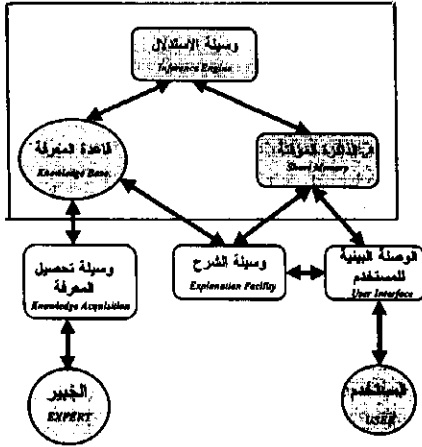 وسيلة الإستدلال
Inference Engine
قاعدة المعرفة
Knowledge Base
الذاكرة المؤقتة
Short Memory
وسيلة تحصيل
المعرفة
Knowledge Acquisition
وسيلة الشرح
Explanation Facility
الوصلة البينية
للمستخدم
User Interface
الخبير
EXPERT
المستخدم
USER